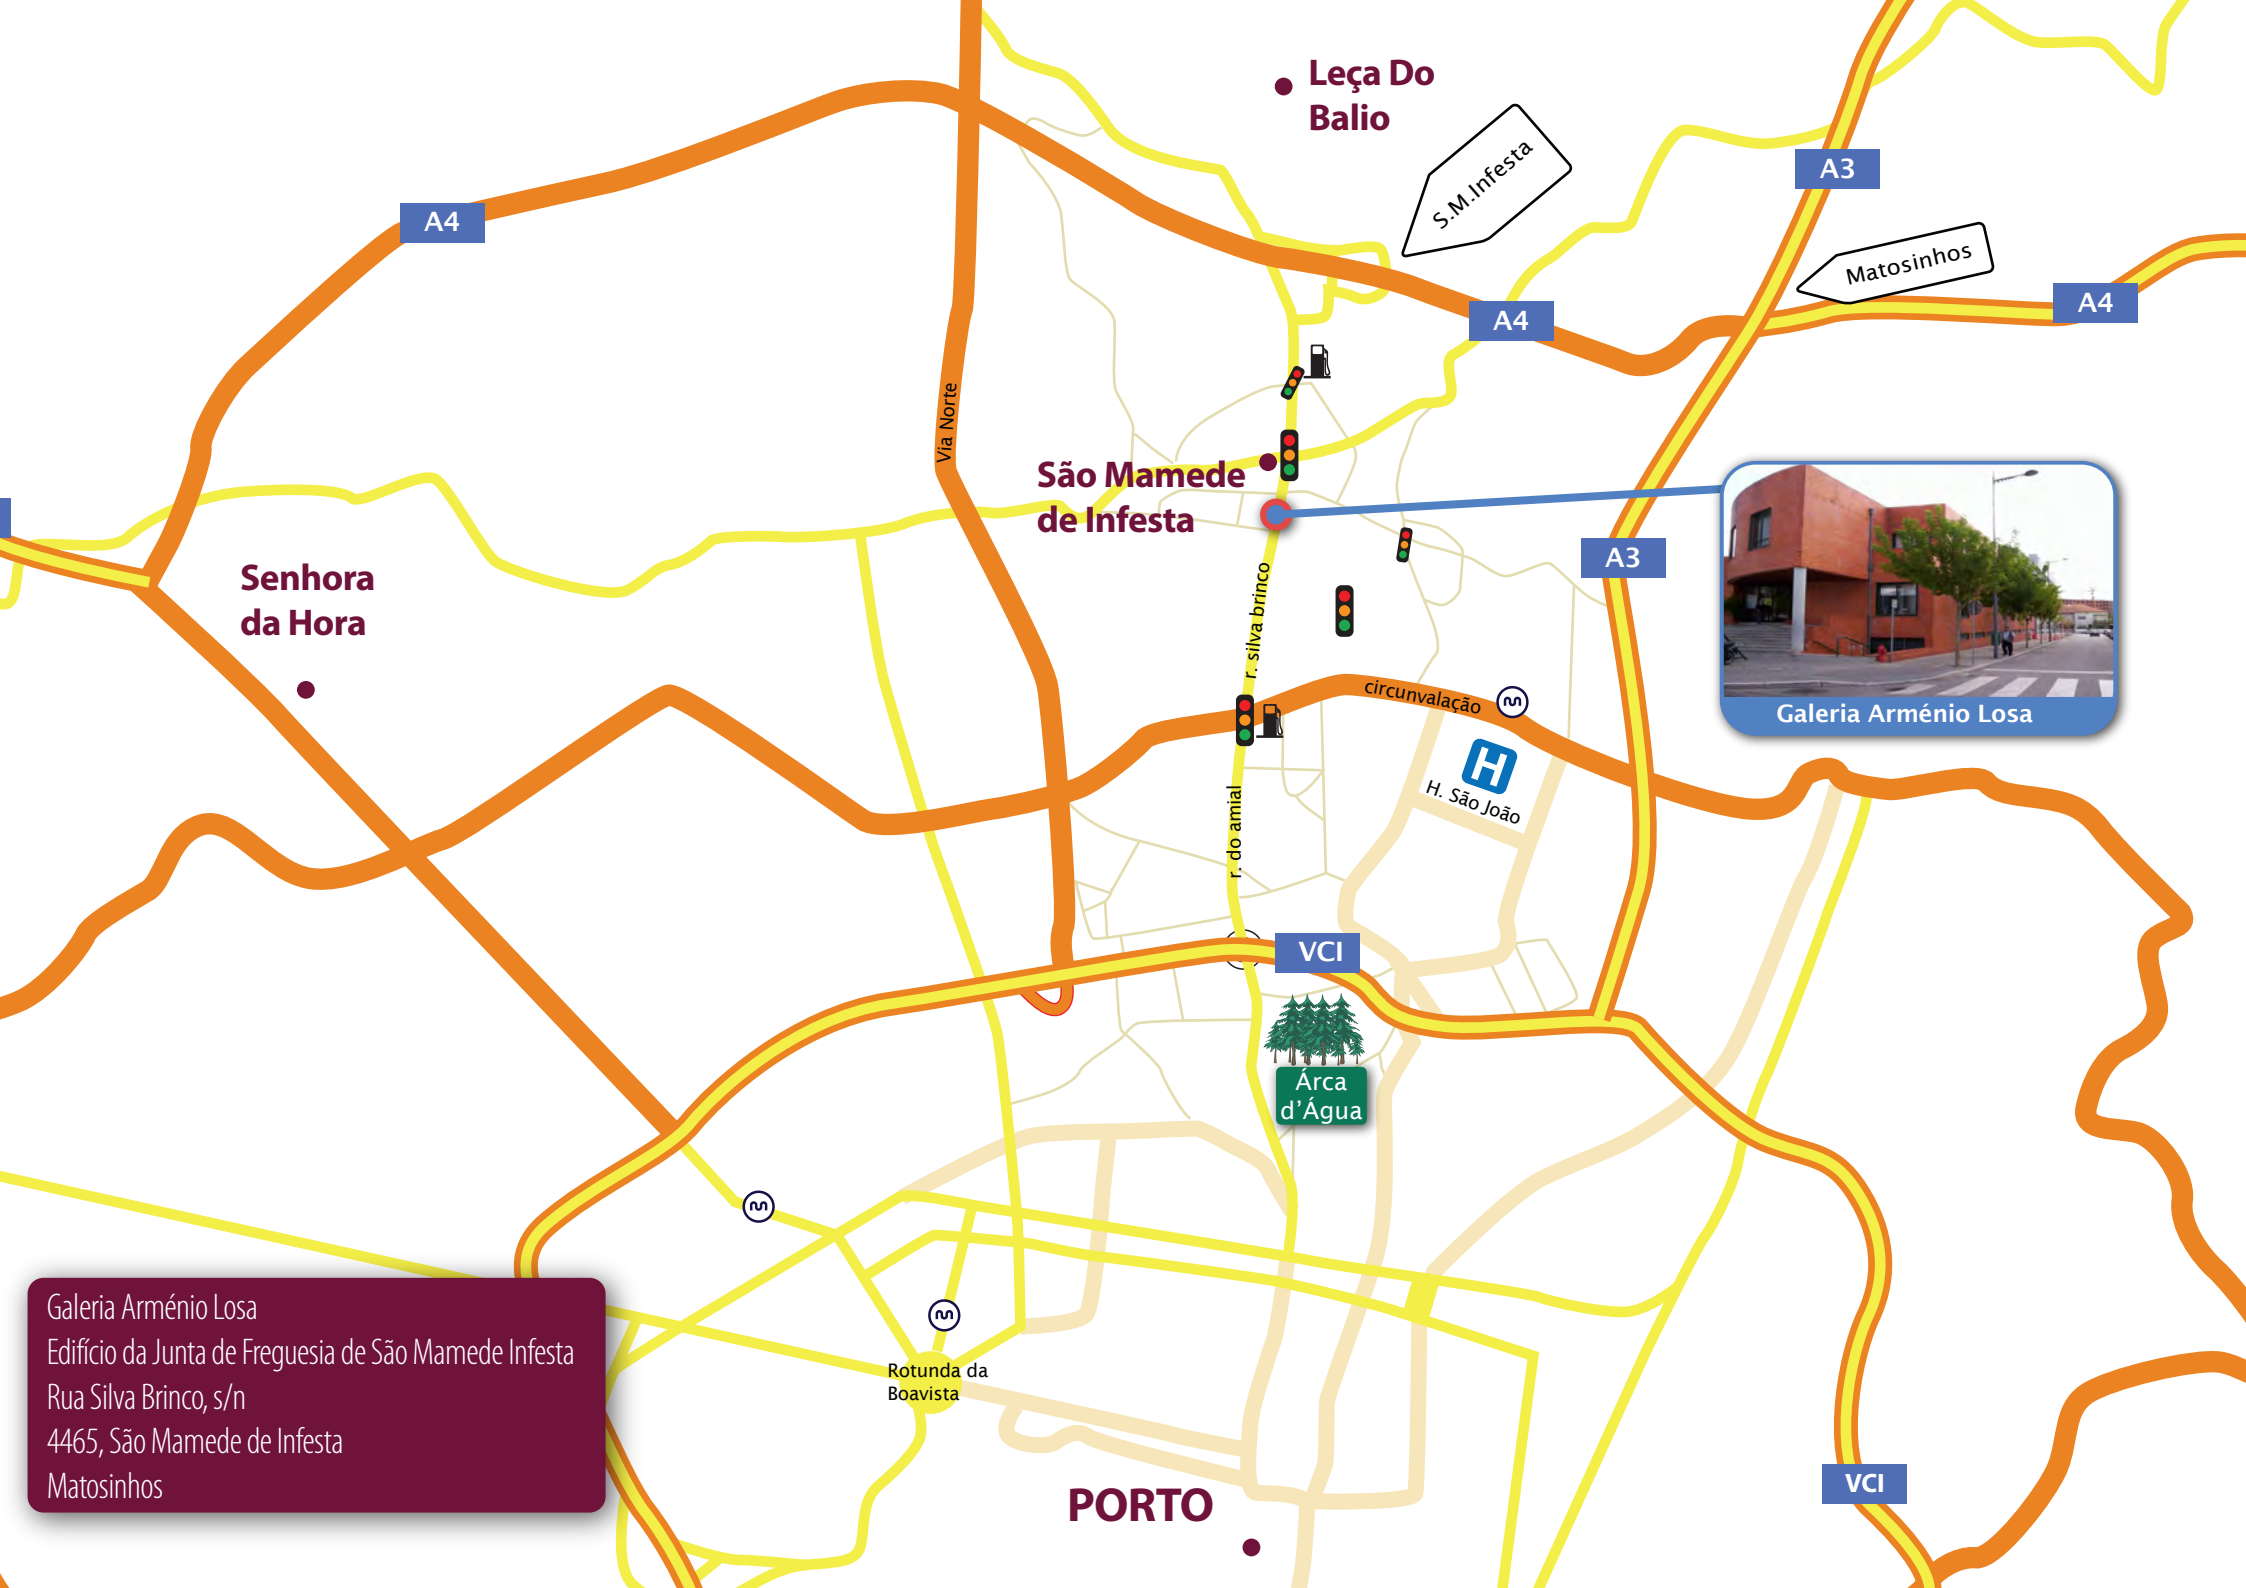 Leça Do
Balio
S.M.Infesta
A3
A4
Matosinhos
A4
A4
Via Norte
São Mamede
de Infesta
A3
Senhora
da Hora
r. silva brinco
circunvalação
Galeria Arménio Losa
H
H. São João
r. do amial
VCI
Árca
d'Água
Galeria Arménio Losa
Edifício da Junta de Freguesia de São Mamede Infesta
Rua Silva Brinco, s/n
4465, São Mamede de Infesta
Matosinhos
Rotunda da
Boavista
PORTO
VCI